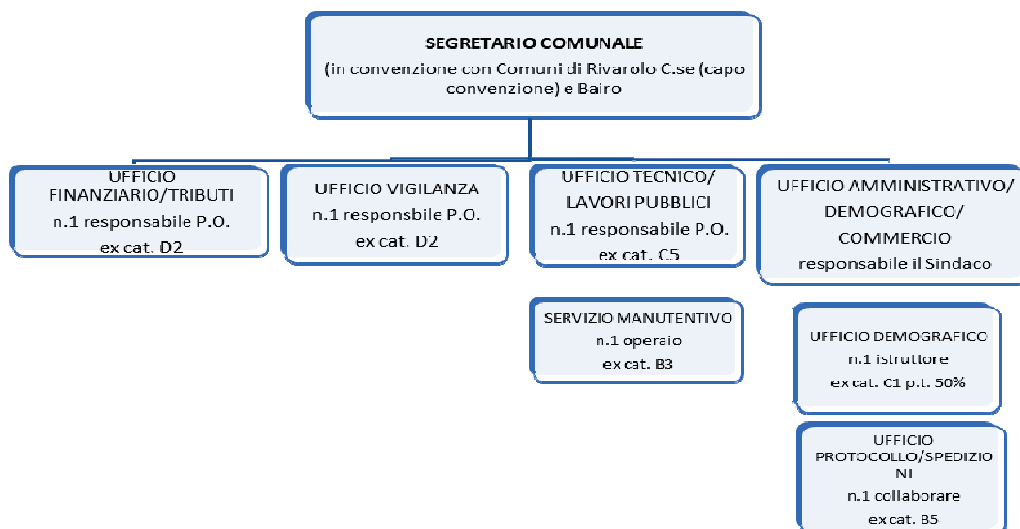 SEGRETARIO COMUNALE
(in convenzione con Comuni di Rivarolo C.se (capo
convenzione) e Bairo
UFFICIO
FINANZIARIO/TRIBUTI
n.1 responsabile P.O.
ex cat. D2
UFFICIO VIGILANZA
n.1 responsbile P.O.
ex cat. D2
UFFICIO TECNICO/
LAVORI PUBBLICI
n.1 responsabile P.O.
ex cat. C5
UFFICIO AMMINISTRATIVO/
DEMOGRAFICO/
COMMERCIO
responsabile il Sindaco
SERVIZIO MANUTENTIVO
n.1 operaio
ex cat. B3
UFFICIO DEMOGRAFICO
n.1 istruttore
ex cat. C1 p.t. 50%
UFFICIO
PROTOCOLLO/SPEDIZIO
NI
n.1 collaborare
ex cat. B5